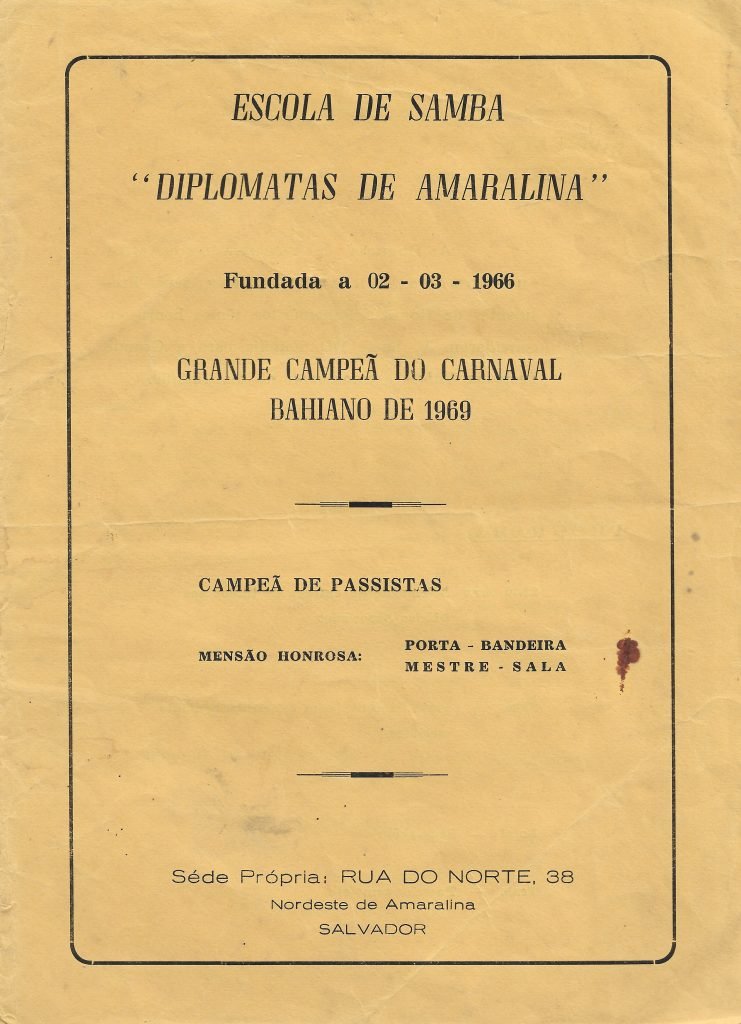 ESCOLA DE SAMBA
“DIPLOMATAS DE AMARALINA”
Fundada a 02 - 03 - 1966
GRANDE CAMPEÃ DO CARNAVAL
BAHIANO DE 1969
CAMPEÃ DE PASSISTAS
MENSÃO HONROSA: PORTA - BANDEIRA
MESTRE - SALA
Séde Própria: RUA DO NORTE, 38
Nordeste de Amaralina
SALVADOR